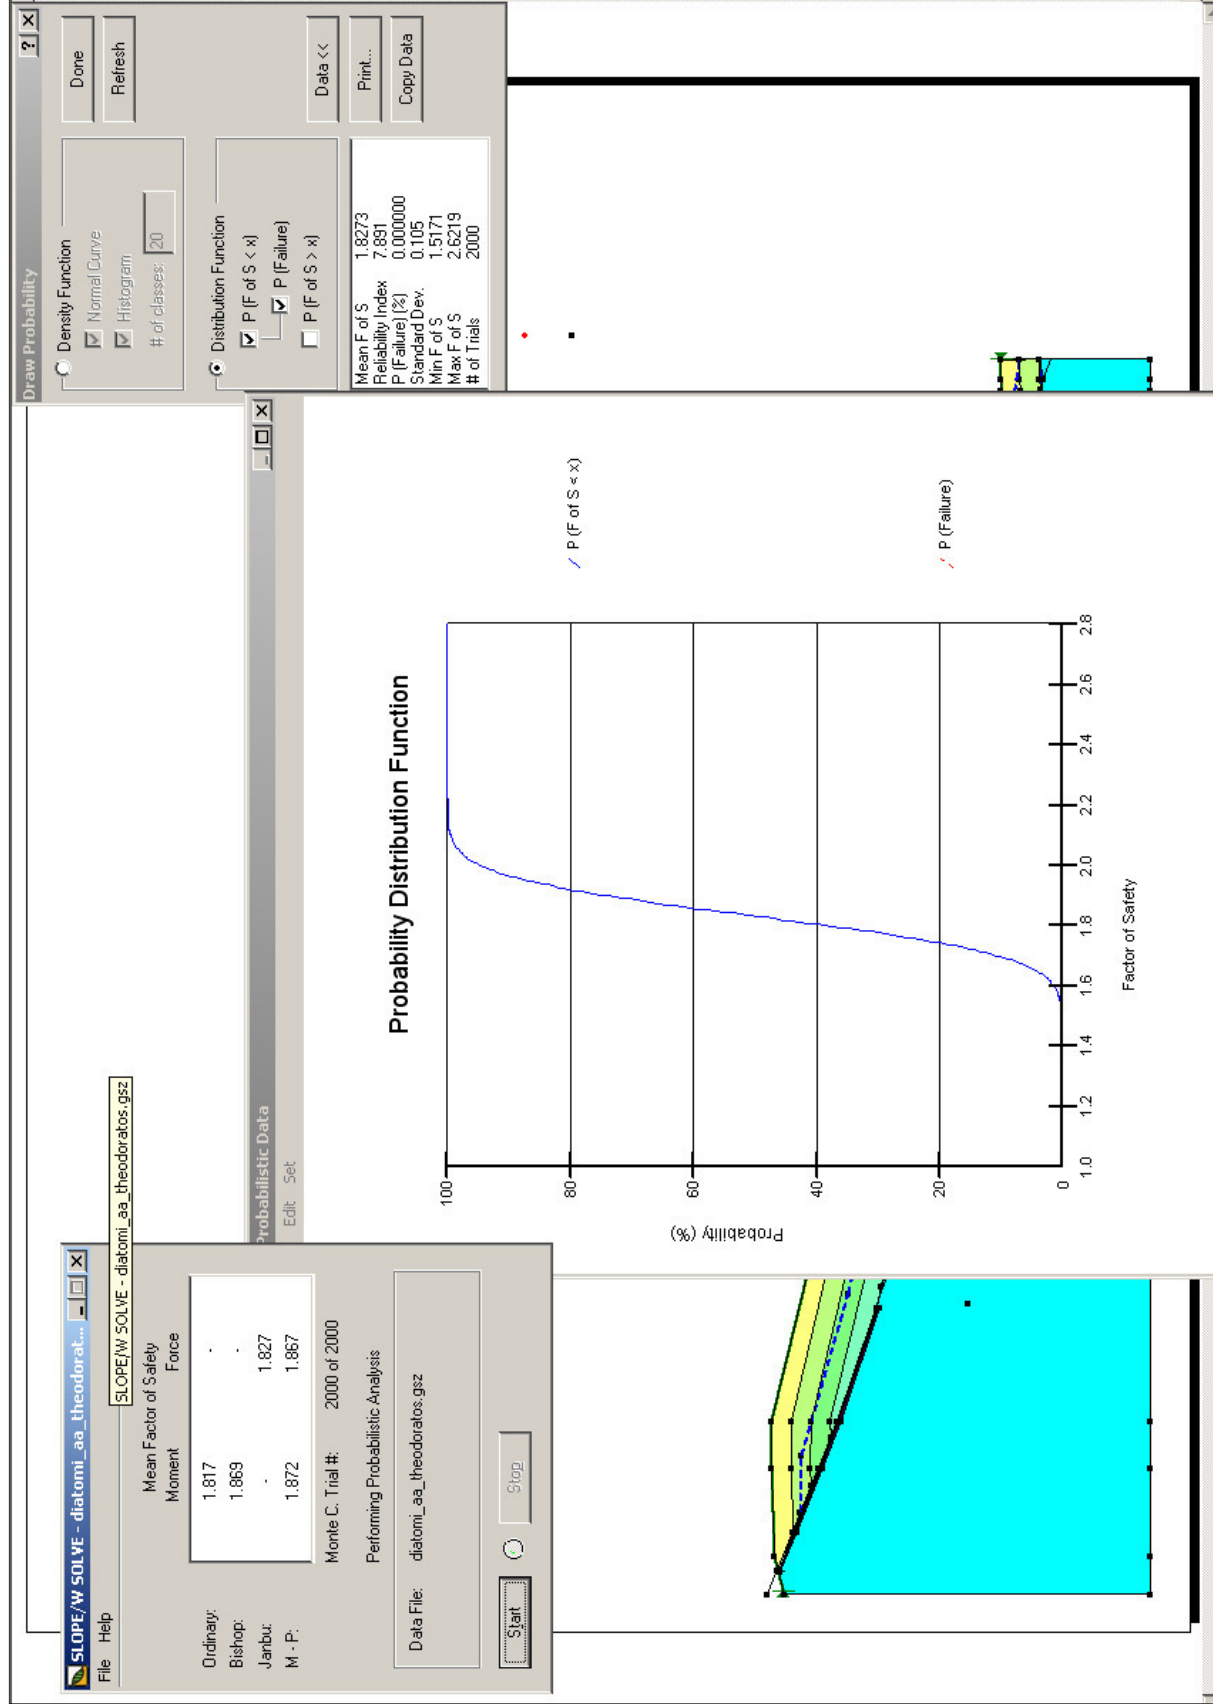 SLOPE/W SOLVE - diatomi_aa_theodorat...
File Help
SLOPE/W SOLVE - diatomi_aa_theodoratos.gsz
Mean Factor of Safety
Moment Force
Ordinary: 1.817 -
Bishop: 1.869 -
Janbu: - 1.827
M - P: 1.872 1.867
Monte C. Trial #: 2000 of 2000
Performing Probabilistic Analysis
Data File: diatomi_aa_theodoratos.gsz
Start Stop
Probabilistic Data
Edit Set
Probability Distribution Function
Probability (%)
100
80
60
40
20
0
1.0 1.2 1.4 1.6 1.8 2.0 2.2 2.4 2.6 2.8
Factor of Safety
P (F of S < x)
P (Failure)
Draw Probability
Density Function
Normal Curve
Histogram
# of classes: 20
Distribution Function
P (F of S < x)
P (Failure)
P (F of S > x)
Mean F of S 1.8273
Reliability Index 7.891
P (Failure) (%) 0.000000
Standard Dev. 0.105
Min F of S 1.5171
Max F of S 2.6219
# of Trials 2000
Done
Refresh
Data <<
Print...
Copy Data